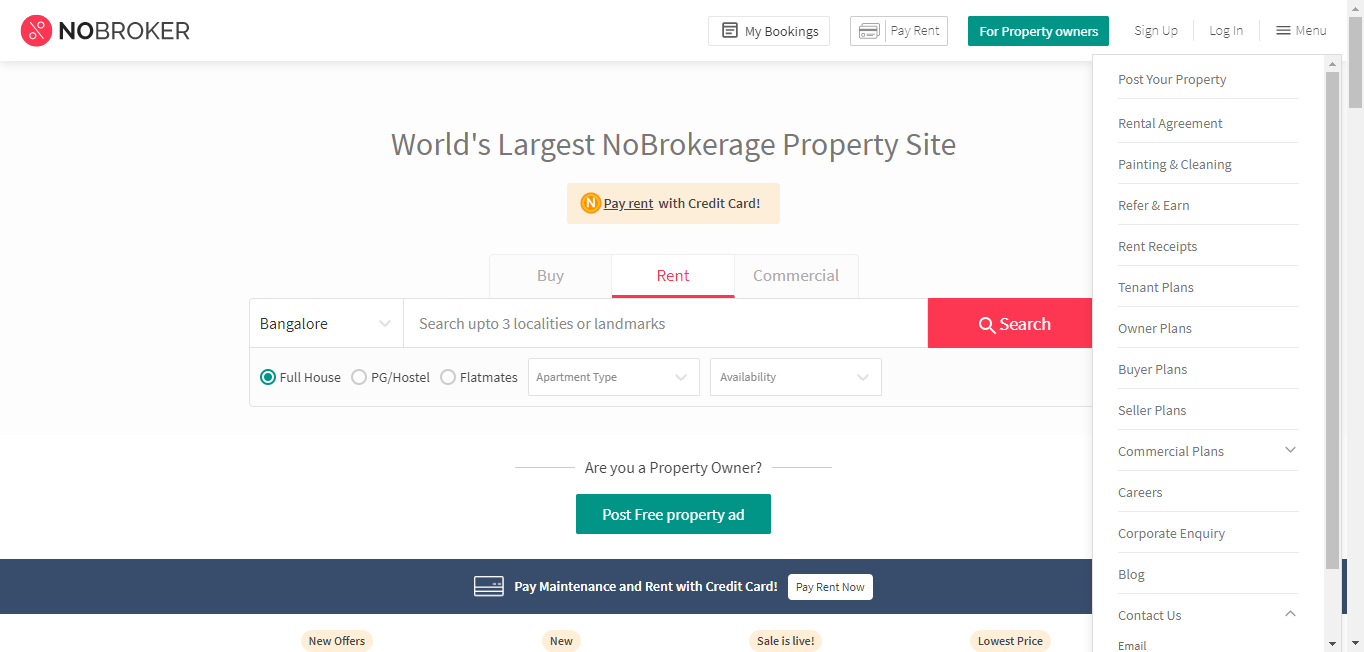 NOBROKER
My Bookings
Pay Rent
For Property owners
Sign Up
Log In
Menu
World's Largest NoBrokerage Property Site
N Pay rent with Credit Card!
Buy
Rent
Commercial
Bangalore
Search upto 3 localities or landmarks
Search
Full House
PG/Hostel
Flatmates
Apartment Type
Availability
Are you a Property Owner?
Post Free property ad
Pay Maintenance and Rent with Credit Card!
Pay Rent Now
New Offers
New
Sale is live!
Lowest Price
Post Your Property
Rental Agreement
Painting & Cleaning
Refer & Earn
Rent Receipts
Tenant Plans
Owner Plans
Buyer Plans
Seller Plans
Commercial Plans
Careers
Corporate Enquiry
Blog
Contact Us
Email